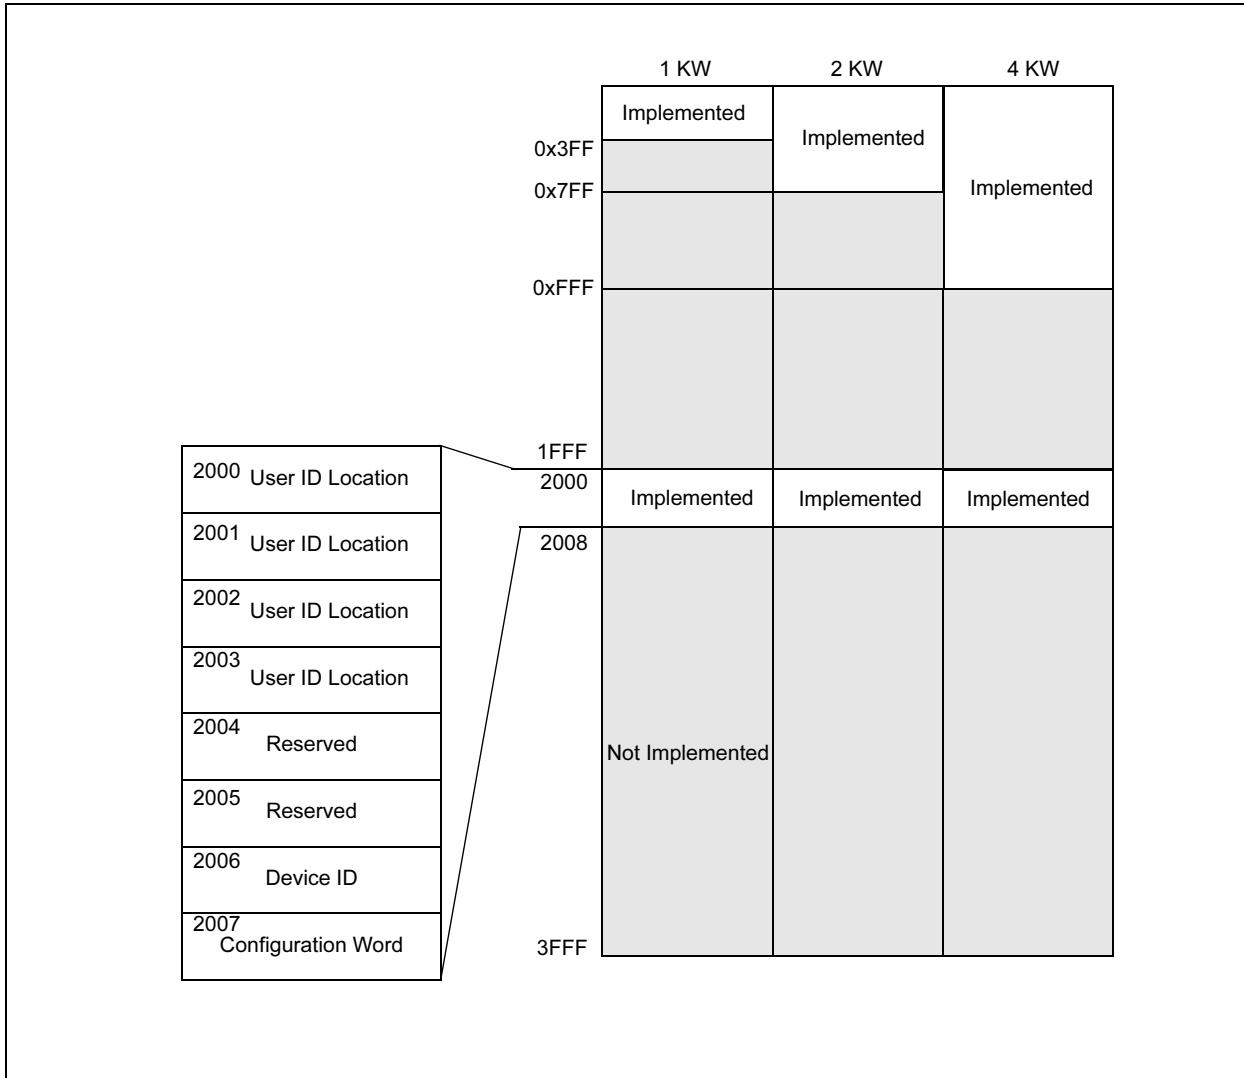 1 KW 2 KW 4 KW
Implemented
Implemented
Implemented
0x3FF
0x7FF
0xFFF
1FFF
2000
Implemented Implemented Implemented
2008
Not Implemented
3FFF
2000 User ID Location
2001 User ID Location
2002 User ID Location
2003 User ID Location
2004 Reserved
2005 Reserved
2006 Device ID
2007 Configuration Word